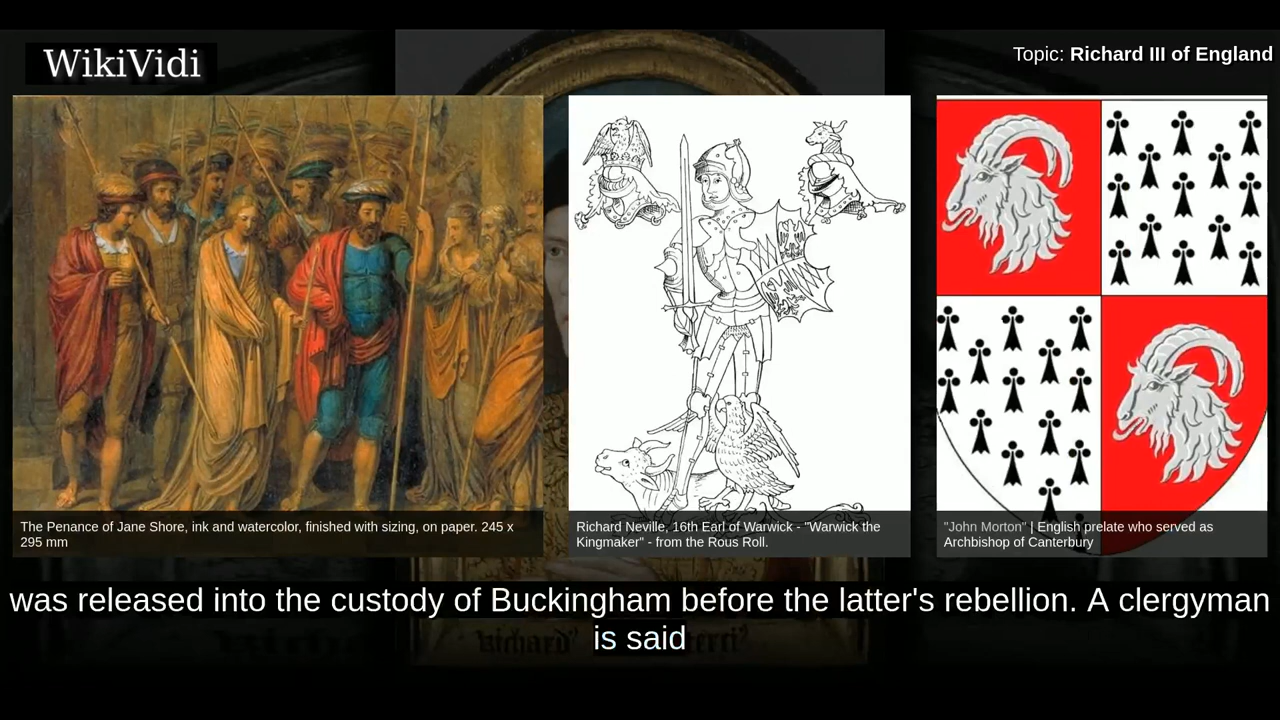 WikiVidi
Topic: Richard III of England
The Penance of Jane Shore, ink and watercolor, finished with sizing, on paper. 245 x
295 mm
Richard Neville, 16th Earl of Warwick - "Warwick the
Kingmaker" - from the Rous Roll.
"John Morton" | English prelate who served as
Archbishop of Canterbury
was released into the custody of Buckingham before the latter's rebellion. A clergyman
is said